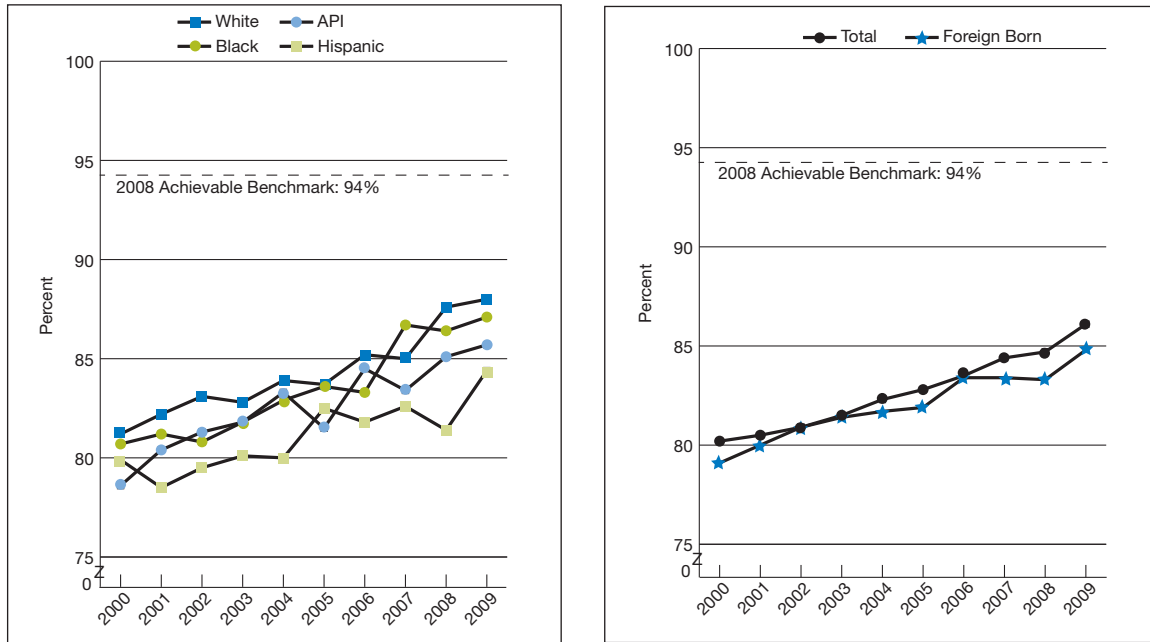 White API
Black Hispanic
100
95
2008 Achievable Benchmark: 94%
90
Percent
85
80
75
Z
0
2000 2001 2002 2003 2004 2005 2006 2007 2008 2009
Total Foreign Born
100
95
2008 Achievable Benchmark: 94%
90
Percent
85
80
75
Z
0
2000 2001 2002 2003 2004 2005 2006 2007 2008 2009